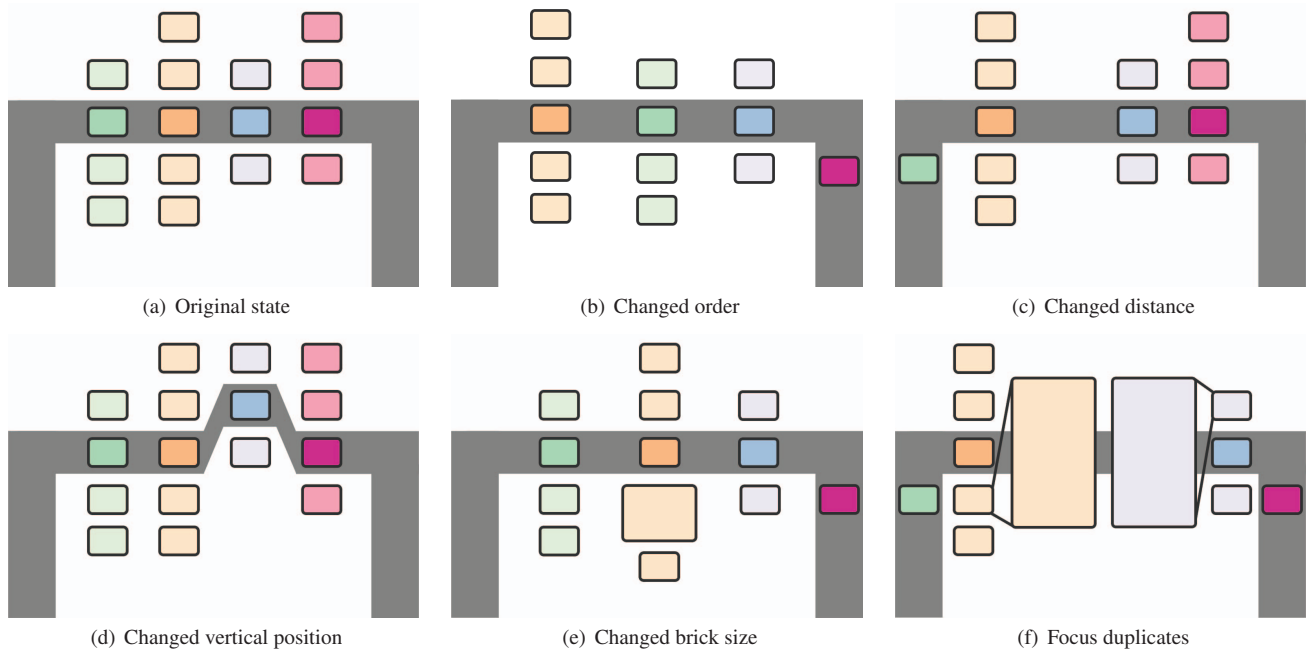 (a) Original state
(b) Changed order
(c) Changed distance
(d) Changed vertical position
(e) Changed brick size
(f) Focus duplicates